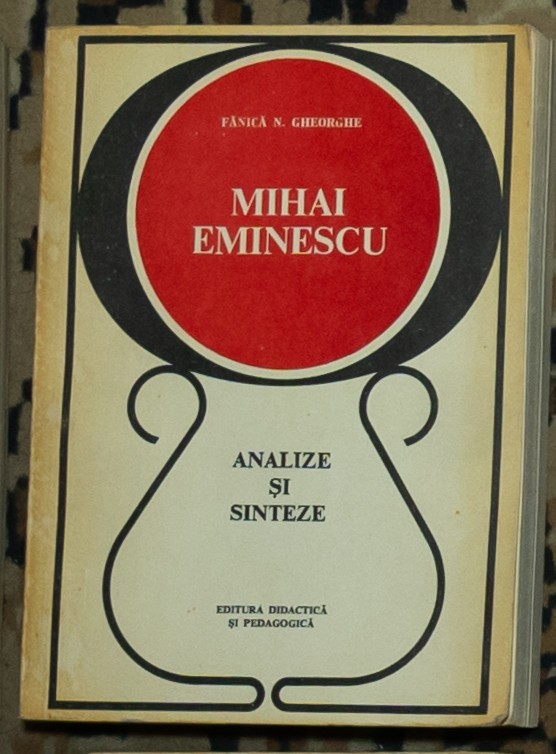 FĂNICĂ N. GHEORGHE
MIHAI
EMINESCU
ANALIZE
ȘI
SINTEZE
EDITURA DIDACTICĂ
ȘI PEDAGOGICĂ